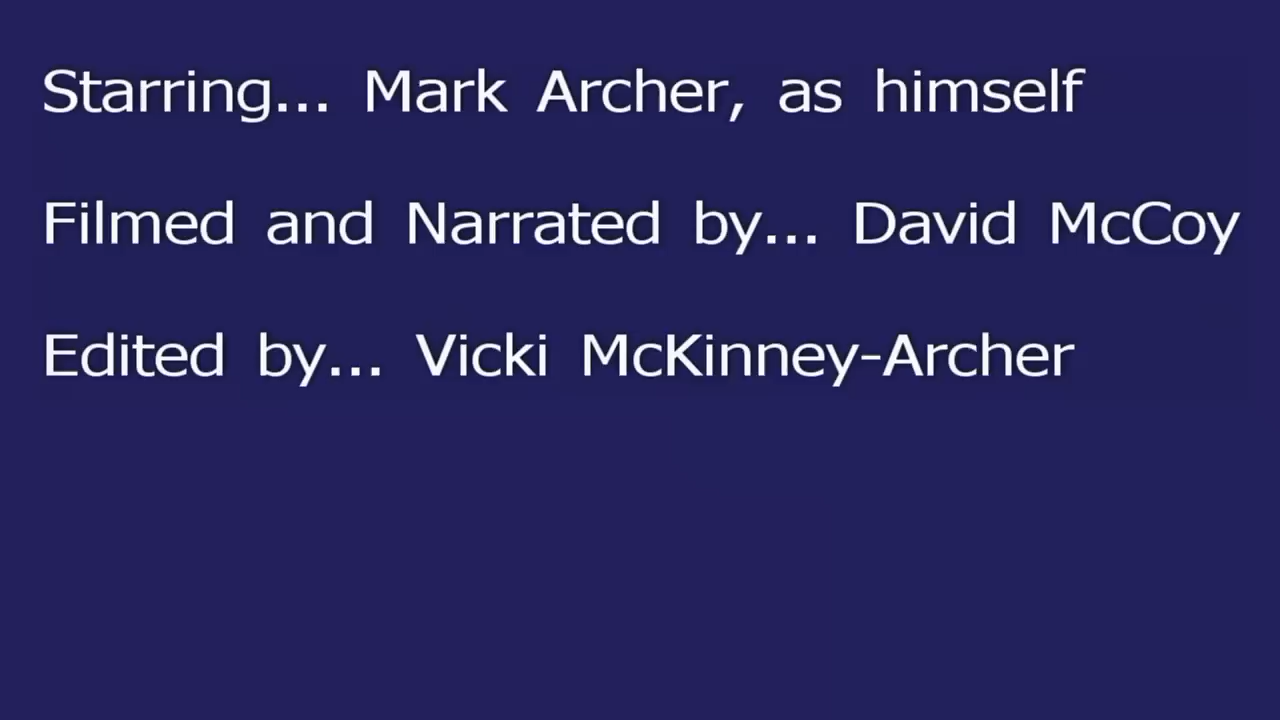 Starring... Mark Archer, as himself
Filmed and Narrated by... David McCoy
Edited by... Vicki McKinney-Archer